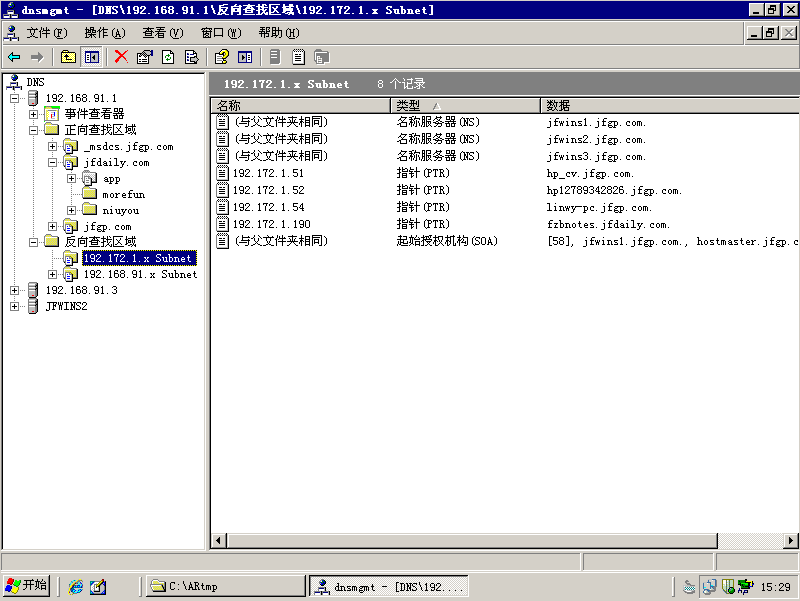 dnsmgmt - [DNS\192.168.91.1\反向查找区域\192.172.1.x Subnet]
文件(F) 操作(A) 查看(V) 窗口(W) 帮助(H)
DNS
192.168.91.1
事件查看器
正向查找区域
_msdcs.jfgp.com
jfdaily.com
app
morefun
niuyou
jfgp.com
反向查找区域
192.172.1.x Subnet
192.168.91.x Subnet
192.168.91.3
JFWINS2
192.172.1.x Subnet 8 个记录
名称 类型 数据
(与父文件夹相同) 名称服务器(NS) jfwins1.jfgp.com.
(与父文件夹相同) 名称服务器(NS) jfwins2.jfgp.com.
(与父文件夹相同) 名称服务器(NS) jfwins3.jfgp.com.
192.172.1.51 指针(PTR) hp_cv.jfgp.com.
192.172.1.52 指针(PTR) hp12789342826.jfgp.com.
192.172.1.54 指针(PTR) linwy-pc.jfgp.com.
192.172.1.190 指针(PTR) fzbnotes.jfdaily.com.
(与父文件夹相同) 起始授权机构(SOA) [58], jfwins1.jfgp.com., hostmaster.jfgp.c
开始 C:\ARtmp dnsmgmt - [DNS\192.... 15:29